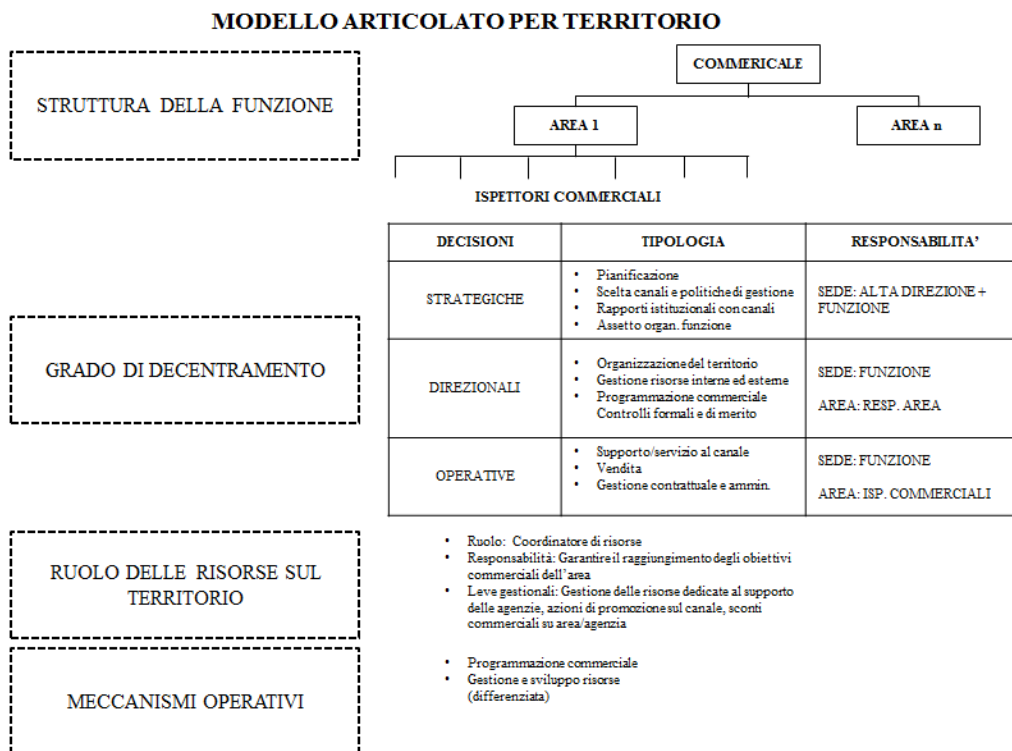 MODELLO ARTICOLATO PER TERRITORIO
STRUTTURA DELLA FUNZIONE
COMMERICALE
AREA 1
AREA n
ISPETTORI COMMERCIALI
GRADO DI DECENTRAMENTO
DECISIONI
TIPOLOGIA
RESPONSABILITA'
STRATEGICHE
• Pianificazione
• Scelta canali e politiche di gestione
• Rapporti istituzionali con canali
• Assetto organ. funzione
SEDE: ALTA DIREZIONE +
FUNZIONE
DIREZIONALI
• Organizzazione del territorio
• Gestione risorse interne ed esterne
• Programmazione commerciale
Controlli formali e di merito
SEDE: FUNZIONE
AREA: RESP. AREA
OPERATIVE
• Supporto/servizio al canale
• Vendita
• Gestione contrattuale e ammin.
SEDE: FUNZIONE
AREA: ISP. COMMERCIALI
RUOLO DELLE RISORSE SUL
TERRITORIO
• Ruolo: Coordinatore di risorse
• Responsabilità: Garantire il raggiungimento degli obiettivi
commerciali dell'area
• Leve gestionali: Gestione delle risorse dedicate al supporto
delle agenzie, azioni di promozione sul canale, sconti
commerciali su area/agenzia
MECCANISMI OPERATIVI
• Programmazione commerciale
• Gestione e sviluppo risorse
(differenziata)